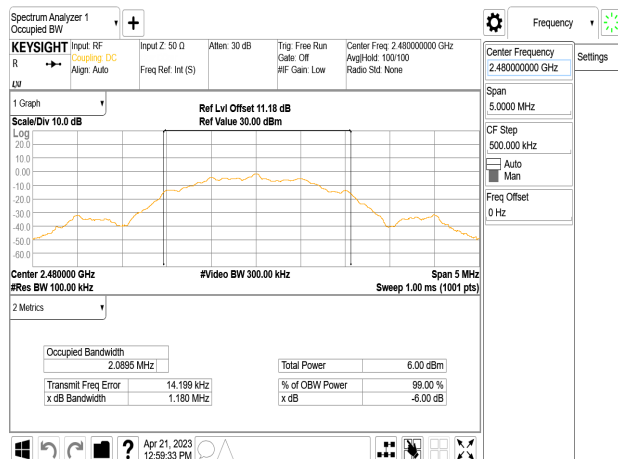 Spectrum Analyzer 1
Occupied BW
Frequency
KEYSIGHT Input: RF Input Z: 50 Ω Atten: 30 dB Trig: Free Run Center Freq: 2.480000000 GHz
R Coupling: DC Gate: Off Avg|Hold: 100/100
Align: Auto Freq Ref: Int (S) #IF Gain: Low Radio Std: None
Center Frequency
2.480000000 GHz
Settings
Span
5.0000 MHz
CF Step
500.000 kHz
Auto
Man
Freq Offset
0 Hz
1 Graph
Ref Lvl Offset 11.18 dB
Scale/Div 10.0 dB Ref Value 30.00 dBm
Log
20.0
10.0
0.00
-10.0
-20.0
-30.0
-40.0
-50.0
-60.0
Center 2.480000 GHz #Video BW 300.00 kHz Span 5 MHz
#Res BW 100.00 kHz Sweep 1.00 ms (1001 pts)
2 Metrics
Occupied Bandwidth
2.0895 MHz Total Power 6.00 dBm
Transmit Freq Error 14.199 kHz % of OBW Power 99.00 %
x dB Bandwidth 1.180 MHz x dB -6.00 dB
Apr 21, 2023
12:59:33 PM